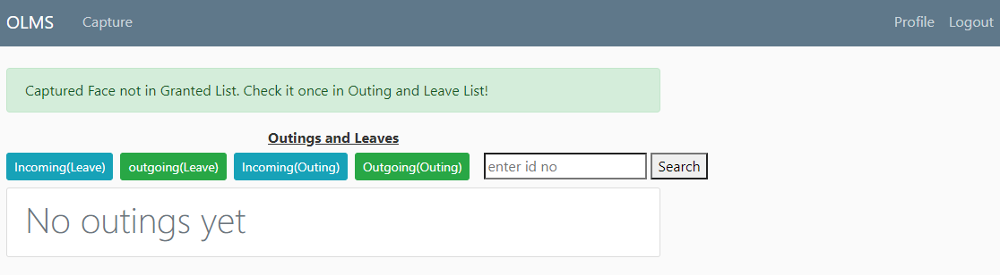 OLMS Capture Profile Logout
Captured Face not in Granted List. Check it once in Outing and Leave List!
Outings and Leaves
Incoming(Leave) outgoing(Leave) Incoming(Outing) Outgoing(Outing) enter id no Search
No outings yet